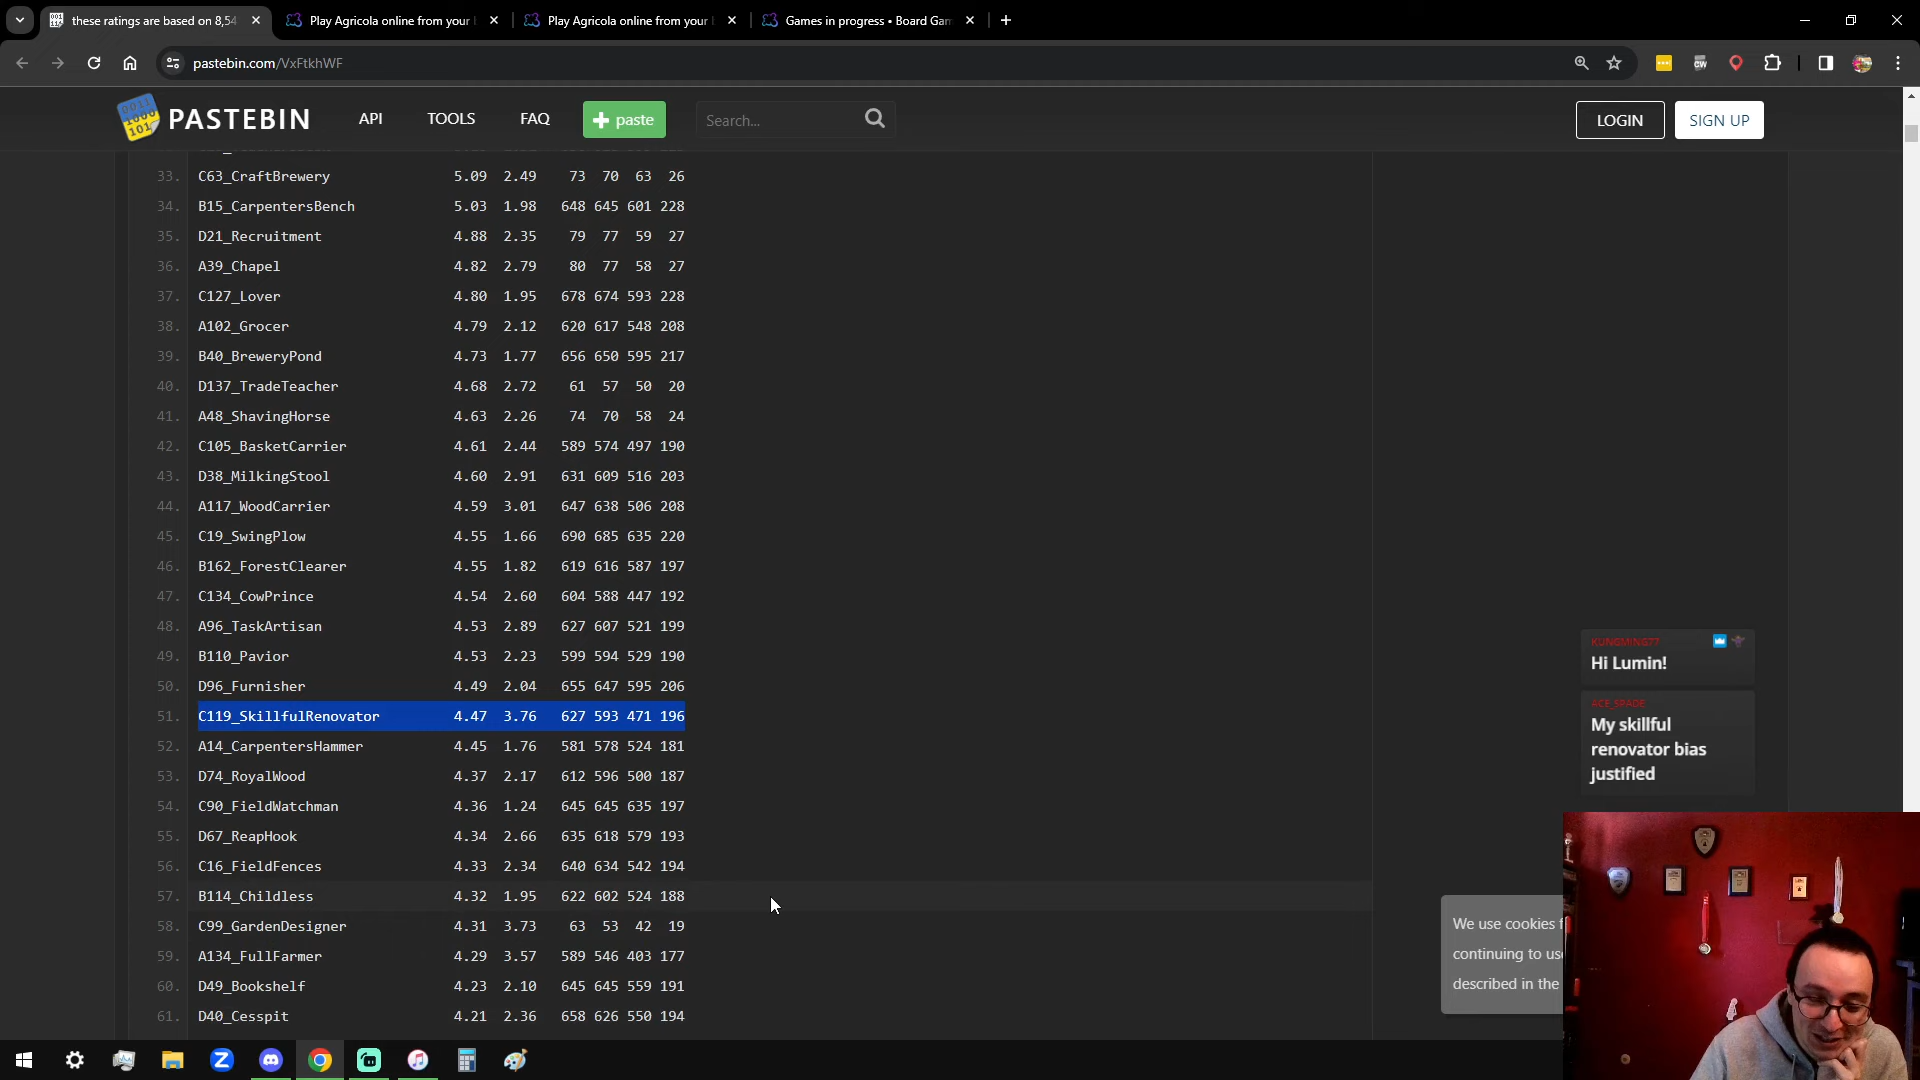 these ratings are based on 8,54
Play Agricola online from your
Play Agricola online from your
Games in progress • Board Gam
pastebin.com/VxFtkhWF
PASTEBIN
API
TOOLS
FAQ
paste
Search...
LOGIN
SIGN UP
33. C63_CraftBrewery 5.09 2.49 73 70 63 26
34. B15_CarpentersBench 5.03 1.98 648 645 601 228
35. D21_Recruitment 4.88 2.35 79 77 59 27
36. A39_Chapel 4.82 2.79 80 77 58 27
37. C127_Lover 4.80 1.95 678 674 593 228
38. A102_Grocer 4.79 2.12 620 617 548 208
39. B40_BreweryPond 4.73 1.77 656 650 595 217
40. D137_TradeTeacher 4.68 2.72 61 57 50 20
41. A48_ShavingHorse 4.63 2.26 74 70 58 24
42. C105_BasketCarrier 4.61 2.44 589 574 497 190
43. D38_MilkingStool 4.60 2.91 631 609 516 203
44. A117_WoodCarrier 4.59 3.01 647 638 506 208
45. C19_SwingPlow 4.55 1.66 690 685 635 220
46. B162_ForestClearer 4.55 1.82 619 616 587 197
47. C134_CowPrince 4.54 2.60 604 588 447 192
48. A96_TaskArtisan 4.53 2.89 627 607 521 199
49. B110_Pavior 4.53 2.23 599 594 529 190
50. D96_Furnisher 4.49 2.04 655 647 595 206
51. C119_SkillfulRenovator 4.47 3.76 627 593 471 196
52. A14_CarpentersHammer 4.45 1.76 581 578 524 181
53. D74_RoyalWood 4.37 2.17 612 596 500 187
54. C90_FieldWatchman 4.36 1.24 645 645 635 197
55. D67_ReapHook 4.34 2.66 635 618 579 193
56. C16_FieldFences 4.33 2.34 640 634 542 194
57. B114_Childless 4.32 1.95 622 602 524 188
58. C99_GardenDesigner 4.31 3.73 63 53 42 19
59. A134_FullFarmer 4.29 3.57 589 546 403 177
60. D49_Bookshelf 4.23 2.10 645 645 559 191
61. D40_Cesspit 4.21 2.36 658 626 550 194
KUNGMING77
Hi Lumin!
ACE_SPADE
My skillful
renovator bias
justified
We use cookies f
continuing to us
described in the